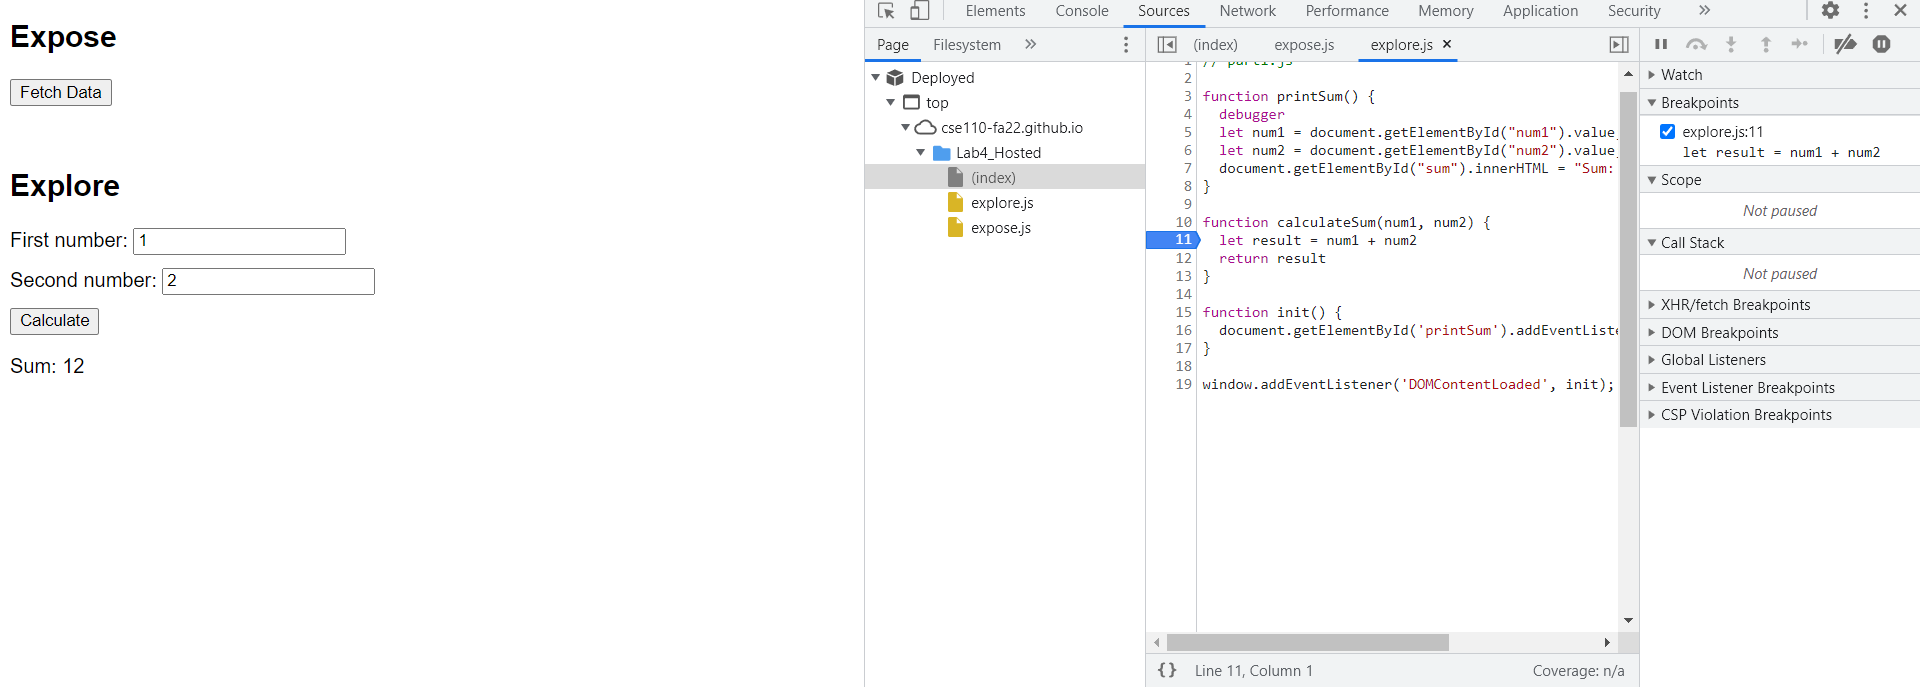 Expose
Fetch Data
Explore
First number: 1
Second number: 2
Calculate
Sum: 12
Elements Console Sources Network Performance Memory Application Security
Page Filesystem
Deployed
top
cse110-fa22.github.io
Lab4_Hosted
(index)
explore.js
expose.js
(index) expose.js explore.js
1 // part1.js
2
3 function printSum() {
4 debugger
5 let num1 = document.getElementById("num1").value
6 let num2 = document.getElementById("num2").value
7 document.getElementById("sum").innerHTML = "Sum:
8 }
9
10 function calculateSum(num1, num2) {
11 let result = num1 + num2
12 return result
13 }
14
15 function init() {
16 document.getElementById('printSum').addEventListe
17 }
18
19 window.addEventListener('DOMContentLoaded', init);
{} Line 11, Column 1 Coverage: n/a
Watch
Breakpoints
explore.js:11
let result = num1 + num2
Scope
Not paused
Call Stack
Not paused
XHR/fetch Breakpoints
DOM Breakpoints
Global Listeners
Event Listener Breakpoints
CSP Violation Breakpoints